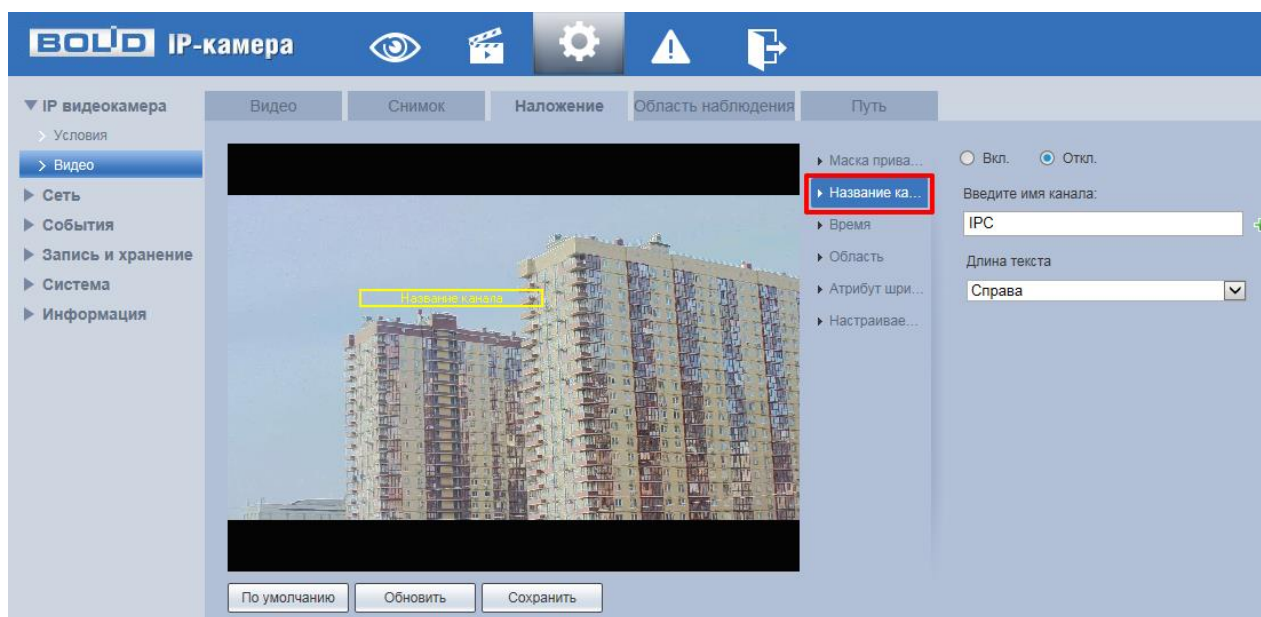 BOLID IP-камера
IP видеокамера
Условия
Видео
Сеть
События
Запись и хранение
Система
Информация
Видео Снимок Наложение Область наблюдения Путь
Название канала
Маска прива...
Название ка...
Время
Область
Атрибут шри...
Настраивае...
Вкл. Откл.
Введите имя канала:
IPC
Длина текста
Справа
По умолчанию Обновить Сохранить